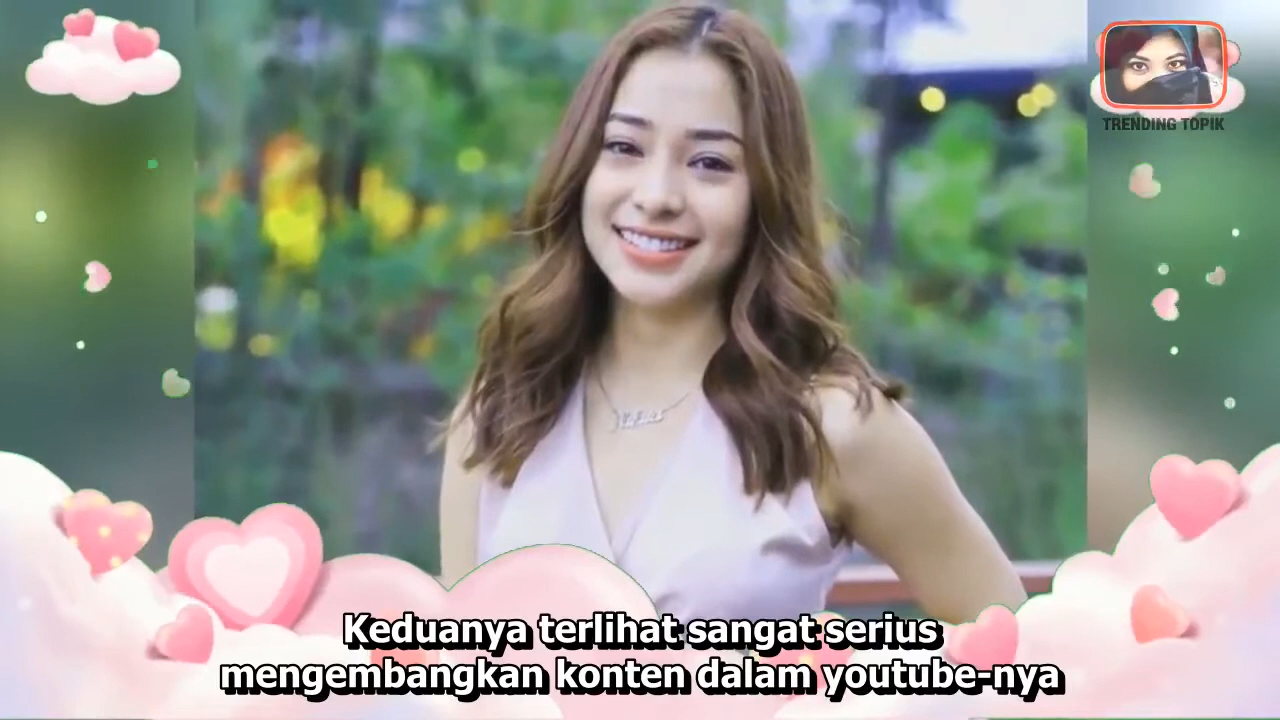 TRENDING TOPIK
Keduanya terlihat sangat serius
mengembangkan konten dalam youtube-nya